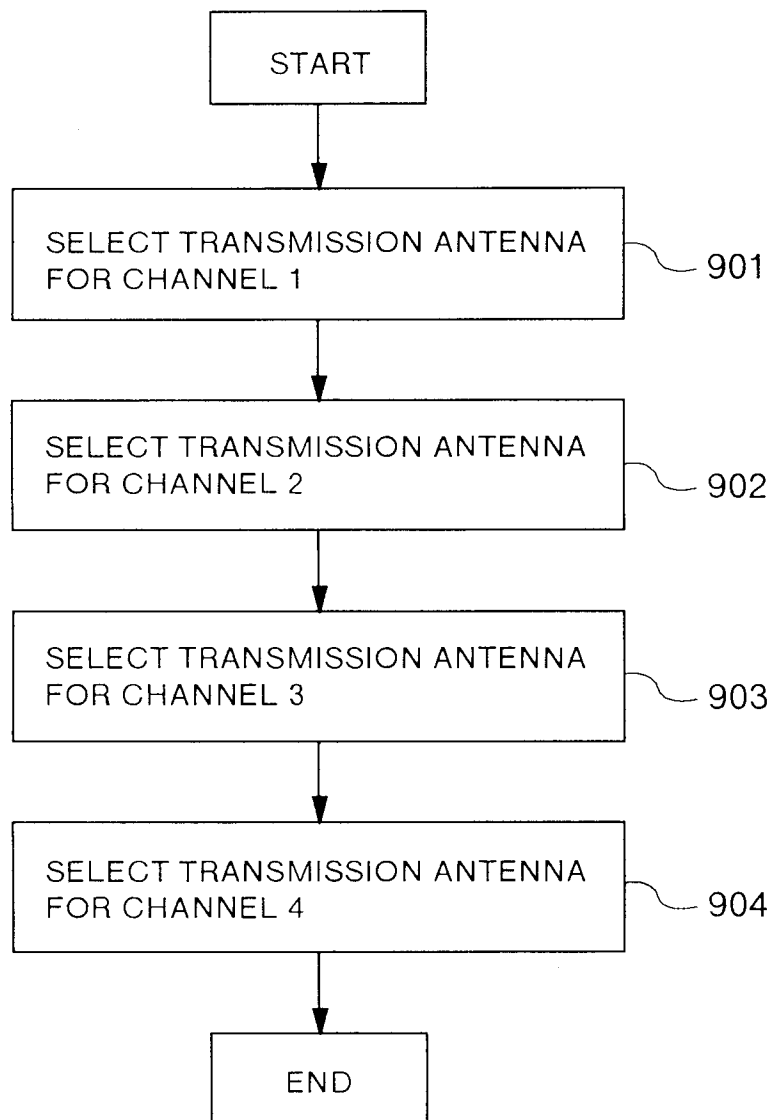 START
SELECT TRANSMISSION ANTENNA
FOR CHANNEL 1
901
SELECT TRANSMISSION ANTENNA
FOR CHANNEL 2
902
SELECT TRANSMISSION ANTENNA
FOR CHANNEL 3
903
SELECT TRANSMISSION ANTENNA
FOR CHANNEL 4
904
END